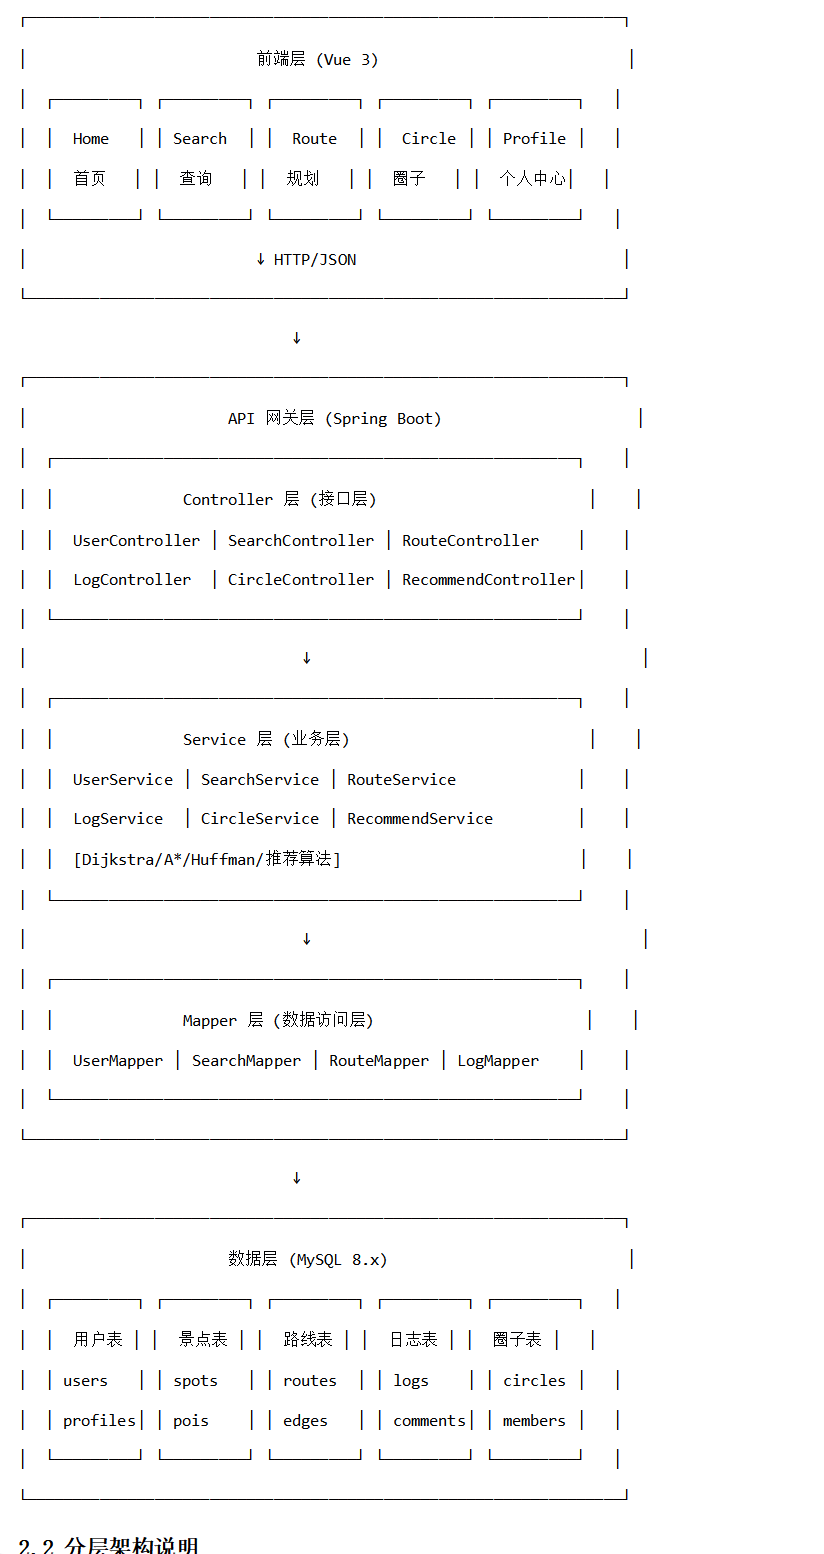 前端层 (Vue 3)
Home Search Route Circle Profile
首页 查询 规划 圈子 个人中心
↓ HTTP/JSON
↓
API 网关层 (Spring Boot)
Controller 层 (接口层)
UserController │ SearchController │ RouteController
LogController │ CircleController │ RecommendController
↓
Service 层 (业务层)
UserService │ SearchService │ RouteService
LogService │ CircleService │ RecommendService
[Dijkstra/A*/Huffman/推荐算法]
↓
Mapper 层 (数据访问层)
UserMapper │ SearchMapper │ RouteMapper │ LogMapper
↓
数据层 (MySQL 8.x)
用户表 景点表 路线表 日志表 圈子表
users spots routes logs circles
profiles pois edges comments members
2.2 分层架构说明